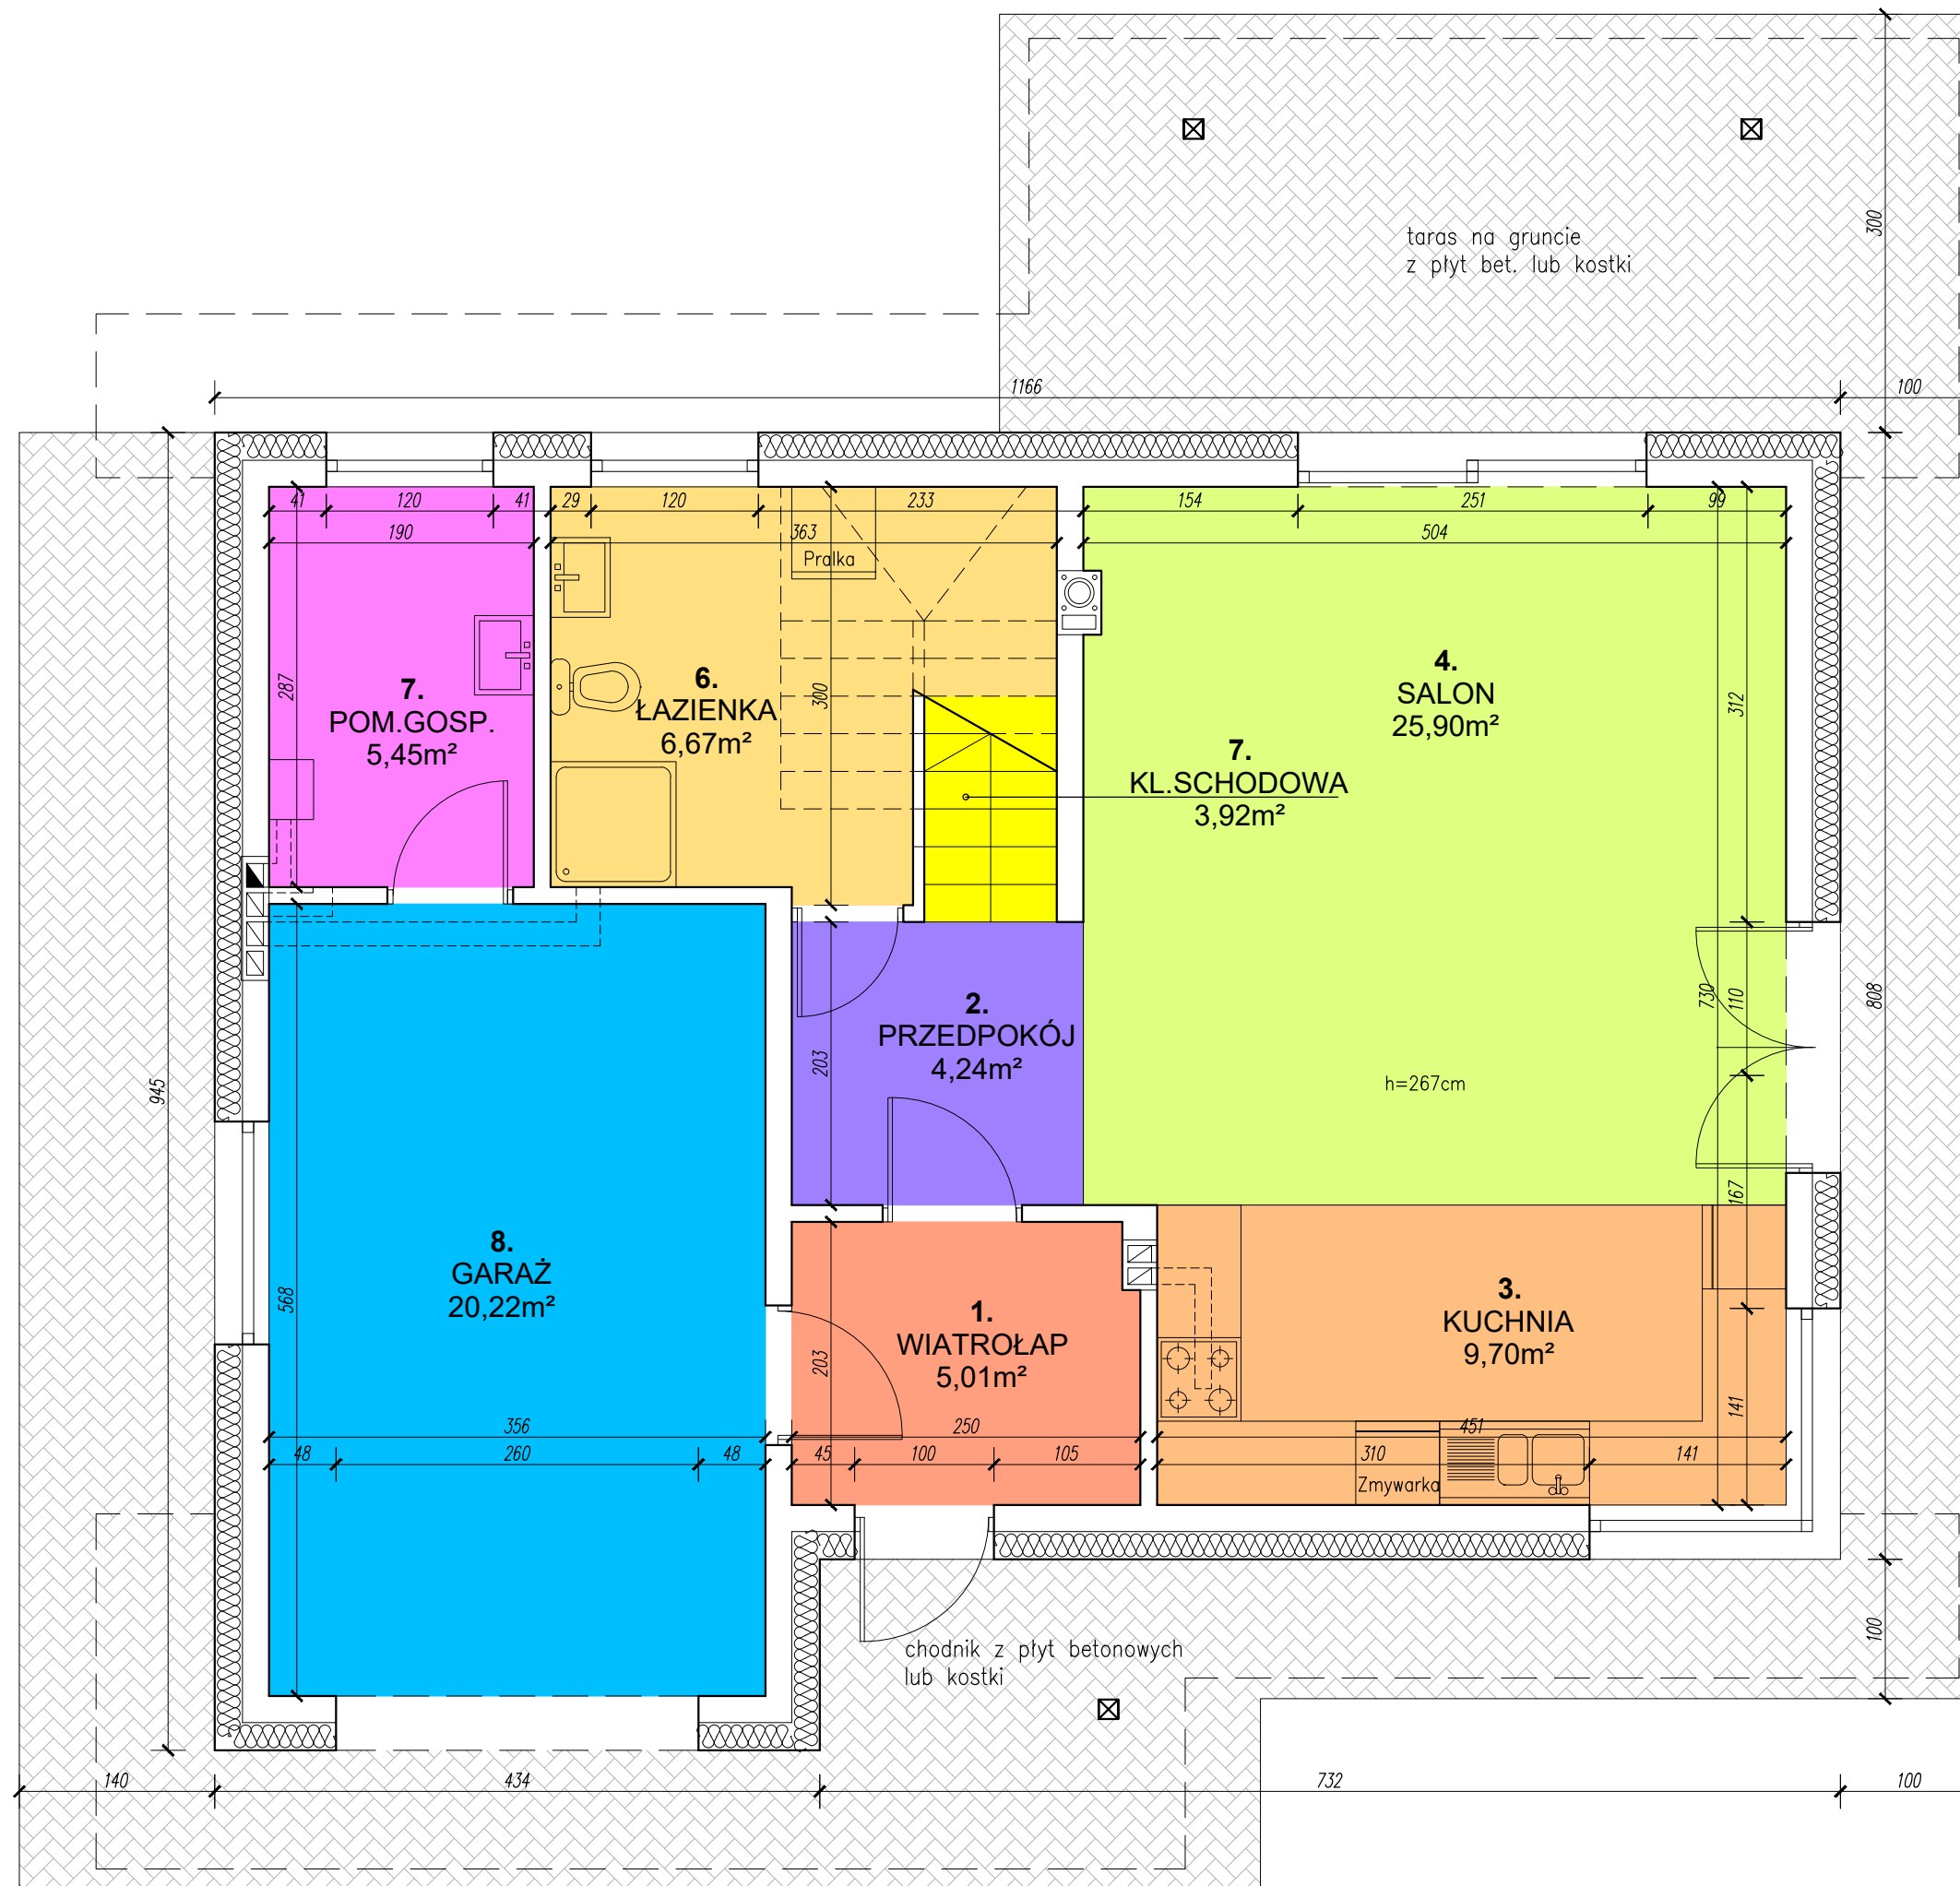 300
taras na gruncie
z płyt bet. lub kostki
1166
100
41
120
41
29
120
233
154
251
99
190
363
504
Pralka
287
300
312
7.
POM.GOSP.
5,45m²
6.
ŁAZIENKA
6,67m²
4.
SALON
25,90m²
7.
KL.SCHODOWA
3,92m²
945
203
730
110
808
2.
PRZEDPOKÓJ
4,24m²
h=267cm
167
568
8.
GARAŻ
20,22m²
203
1.
WIATROŁAP
5,01m²
3.
KUCHNIA
9,70m²
141
356
250
451
48
260
48
45
100
105
310
141
Zmywarka
chodnik z płyt betonowych
lub kostki
100
140
434
732
100